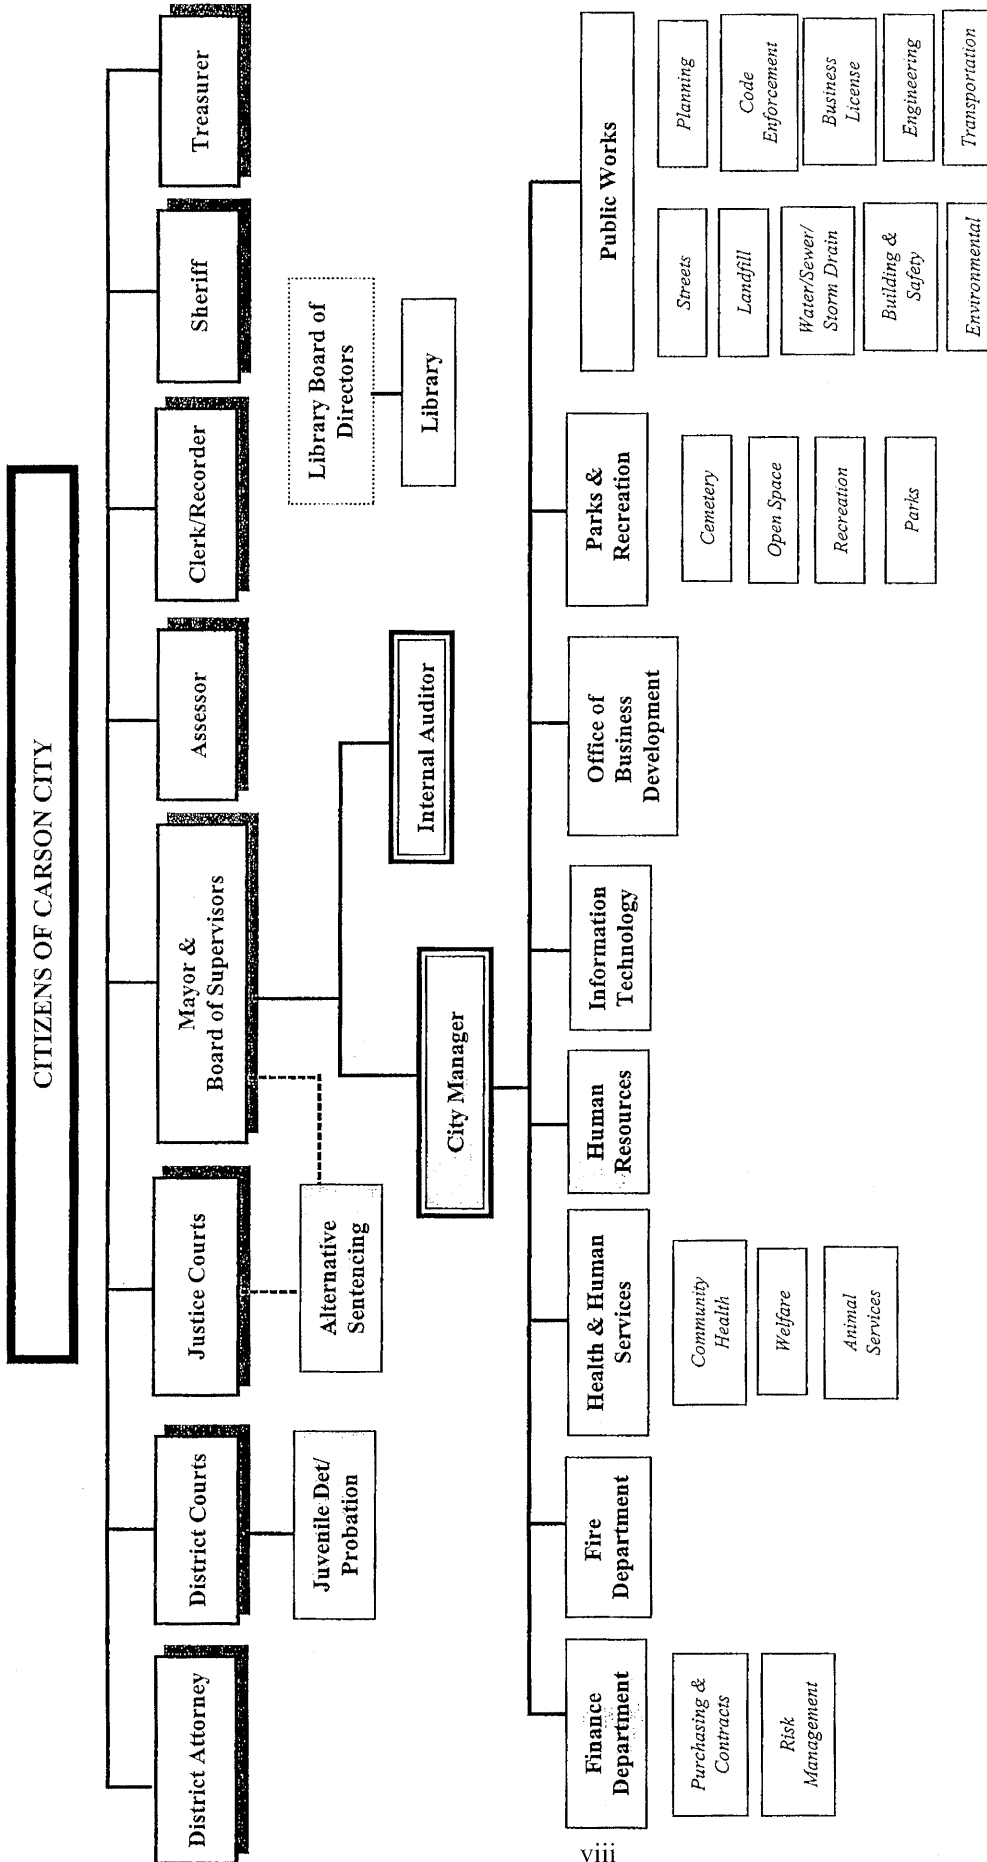 CITIZENS OF CARSON CITY
District Attorney
District Courts
Justice Courts
Mayor &
Board of Supervisors
Assessor
Clerk/Recorder
Sheriff
Treasurer
Juvenile Det/
Probation
Alternative
Sentencing
Library Board of
Directors
Library
City Manager
Internal Auditor
Finance
Department
Fire
Department
Health & Human
Services
Human
Resources
Information
Technology
Office of
Business
Development
Parks &
Recreation
Public Works
Purchasing &
Contracts
Risk
Management
Community
Health
Welfare
Animal
Services
Cemetery
Open Space
Recreation
Parks
Streets
Landfill
Water/Sewer/
Storm Drain
Building &
Safety
Environmental
Planning
Code
Enforcement
Business
License
Engineering
Transportation
viii